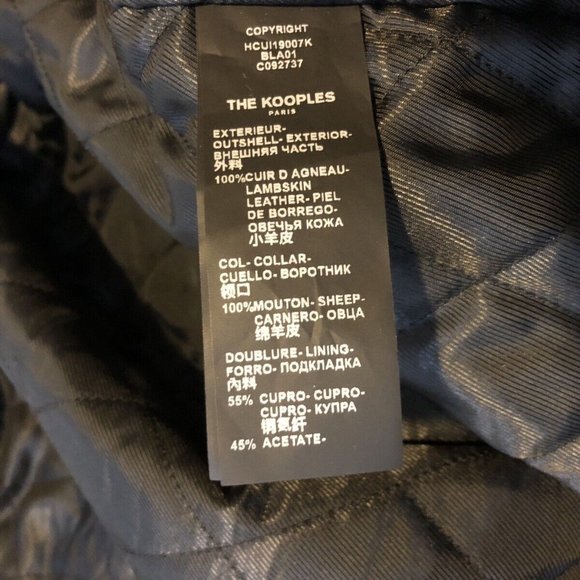 COPYRIGHT
HCUI19007K
BLA01
C092737
THE KOOPLES
PARIS
EXTERIEUR-
OUTSHELL- EXTERIOR-
ВНЕШНЯЯ ЧАСТЬ
外料
100%CUIR D AGNEAU-
LAMBSKIN
LEATHER- PIEL
DE BORREGO-
ОВЕЧЬЯ КОЖА
小羊皮
COL- COLLAR-
CUELLO- ВОРОТНИК
领口
100%MOUTON- SHEEP-
CARNERO- ОВЦА
绵羊皮
DOUBLURE- LINING-
FORRO- ПОДКЛАДКА
內料
55% CUPRO- CUPRO-
CUPRO- КУПРА
铜氨纤
45% ACETATE-